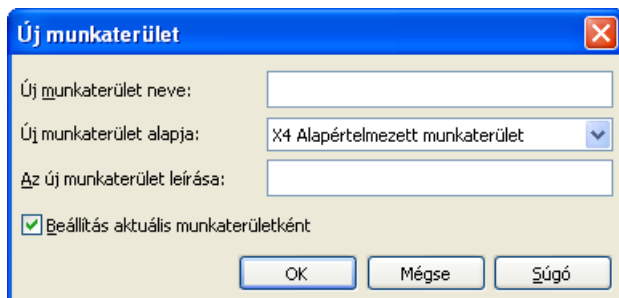 Új munkaterület
Új munkaterület neve:
Új munkaterület alapja: X4 Alapértelmezett munkaterület
Az új munkaterület leírása:
Beállítás aktuális munkaterületként
OK Mégse Súgó